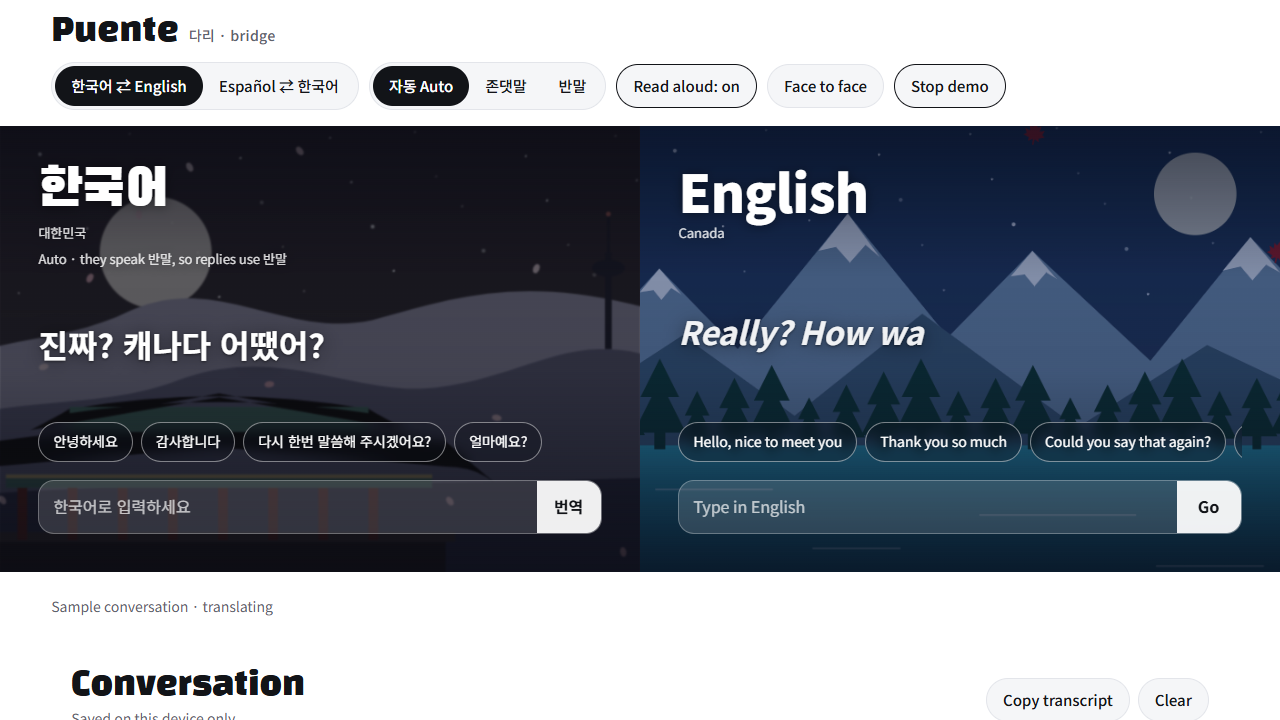 Puente 다리 · bridge
한국어 ⇄ English Español ⇄ 한국어 자동 Auto 존댓말 반말 Read aloud: on Face to face Stop demo
한국어
대한민국
Auto · they speak 반말, so replies use 반말
진짜? 캐나다 어땠어?
안녕하세요 감사합니다 다시 한번 말씀해 주시겠어요? 얼마예요?
한국어로 입력하세요 번역
English
Canada
Really? How wa
Hello, nice to meet you Thank you so much Could you say that again?
Type in English Go
Sample conversation · translating
Conversation
Saved on this device only
Copy transcript Clear